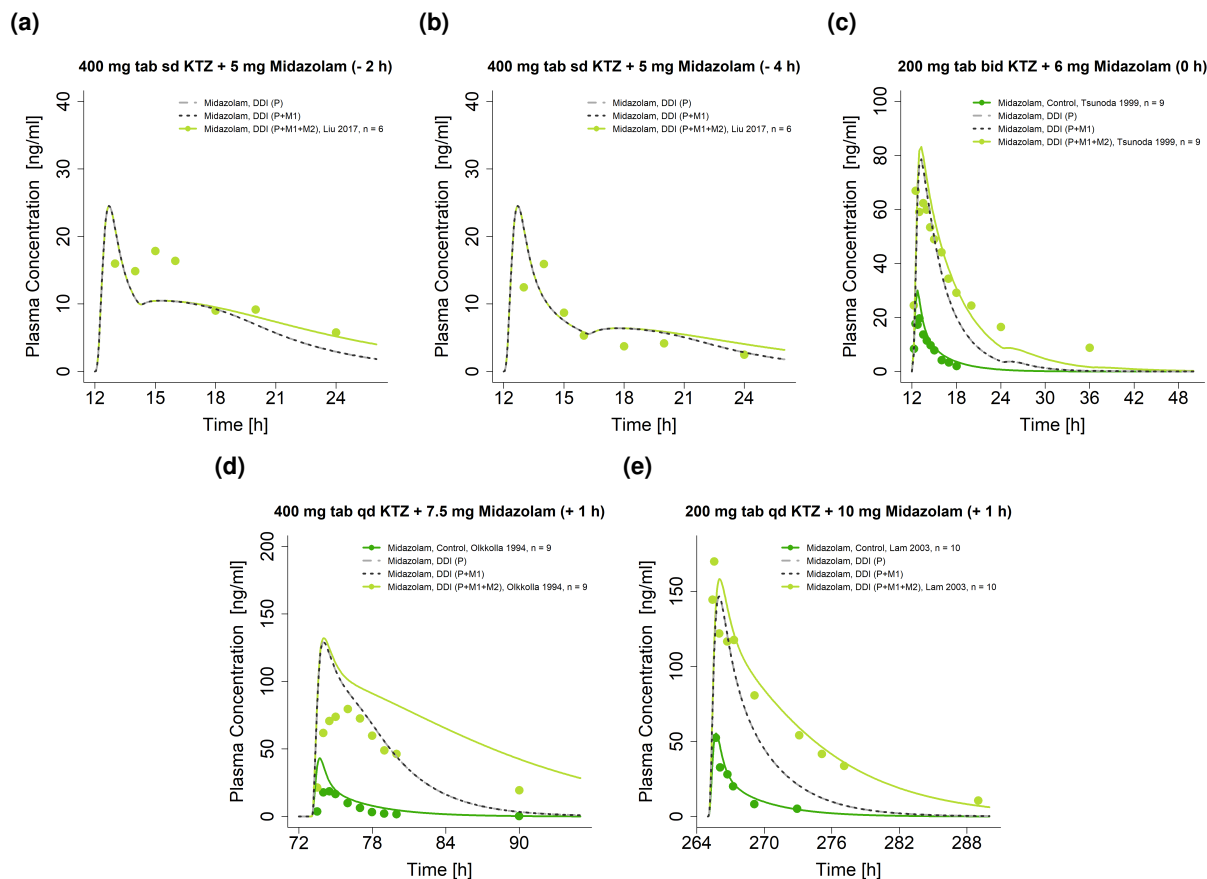 (a)
400 mg tab sd KTZ + 5 mg Midazolam (- 2 h)
Midazolam, DDI (P)
Midazolam, DDI (P+M1)
Midazolam, DDI (P+M1+M2), Liu 2017, n = 6
Plasma Concentration [ng/ml]
40
30
20
10
0
12 15 18 21 24
Time [h]
(b)
400 mg tab sd KTZ + 5 mg Midazolam (- 4 h)
Midazolam, DDI (P)
Midazolam, DDI (P+M1)
Midazolam, DDI (P+M1+M2), Liu 2017, n = 6
Plasma Concentration [ng/ml]
40
30
20
10
0
12 15 18 21 24
Time [h]
(c)
200 mg tab bid KTZ + 6 mg Midazolam (0 h)
Midazolam, Control, Tsunoda 1999, n = 9
Midazolam, DDI (P)
Midazolam, DDI (P+M1)
Midazolam, DDI (P+M1+M2), Tsunoda 1999, n = 9
Plasma Concentration [ng/ml]
100
80
60
40
20
0
12 18 24 30 36 42 48
Time [h]
(d)
400 mg tab qd KTZ + 7.5 mg Midazolam (+ 1 h)
Midazolam, Control, Olkkolla 1994, n = 9
Midazolam, DDI (P)
Midazolam, DDI (P+M1)
Midazolam, DDI (P+M1+M2), Olkkolla 1994, n = 9
Plasma Concentration [ng/ml]
200
150
100
50
0
72 78 84 90
Time [h]
(e)
200 mg tab qd KTZ + 10 mg Midazolam (+ 1 h)
Midazolam, Control, Lam 2003, n = 10
Midazolam, DDI (P)
Midazolam, DDI (P+M1)
Midazolam, DDI (P+M1+M2), Lam 2003, n = 10
Plasma Concentration [ng/ml]
150
100
50
0
264 270 276 282 288
Time [h]